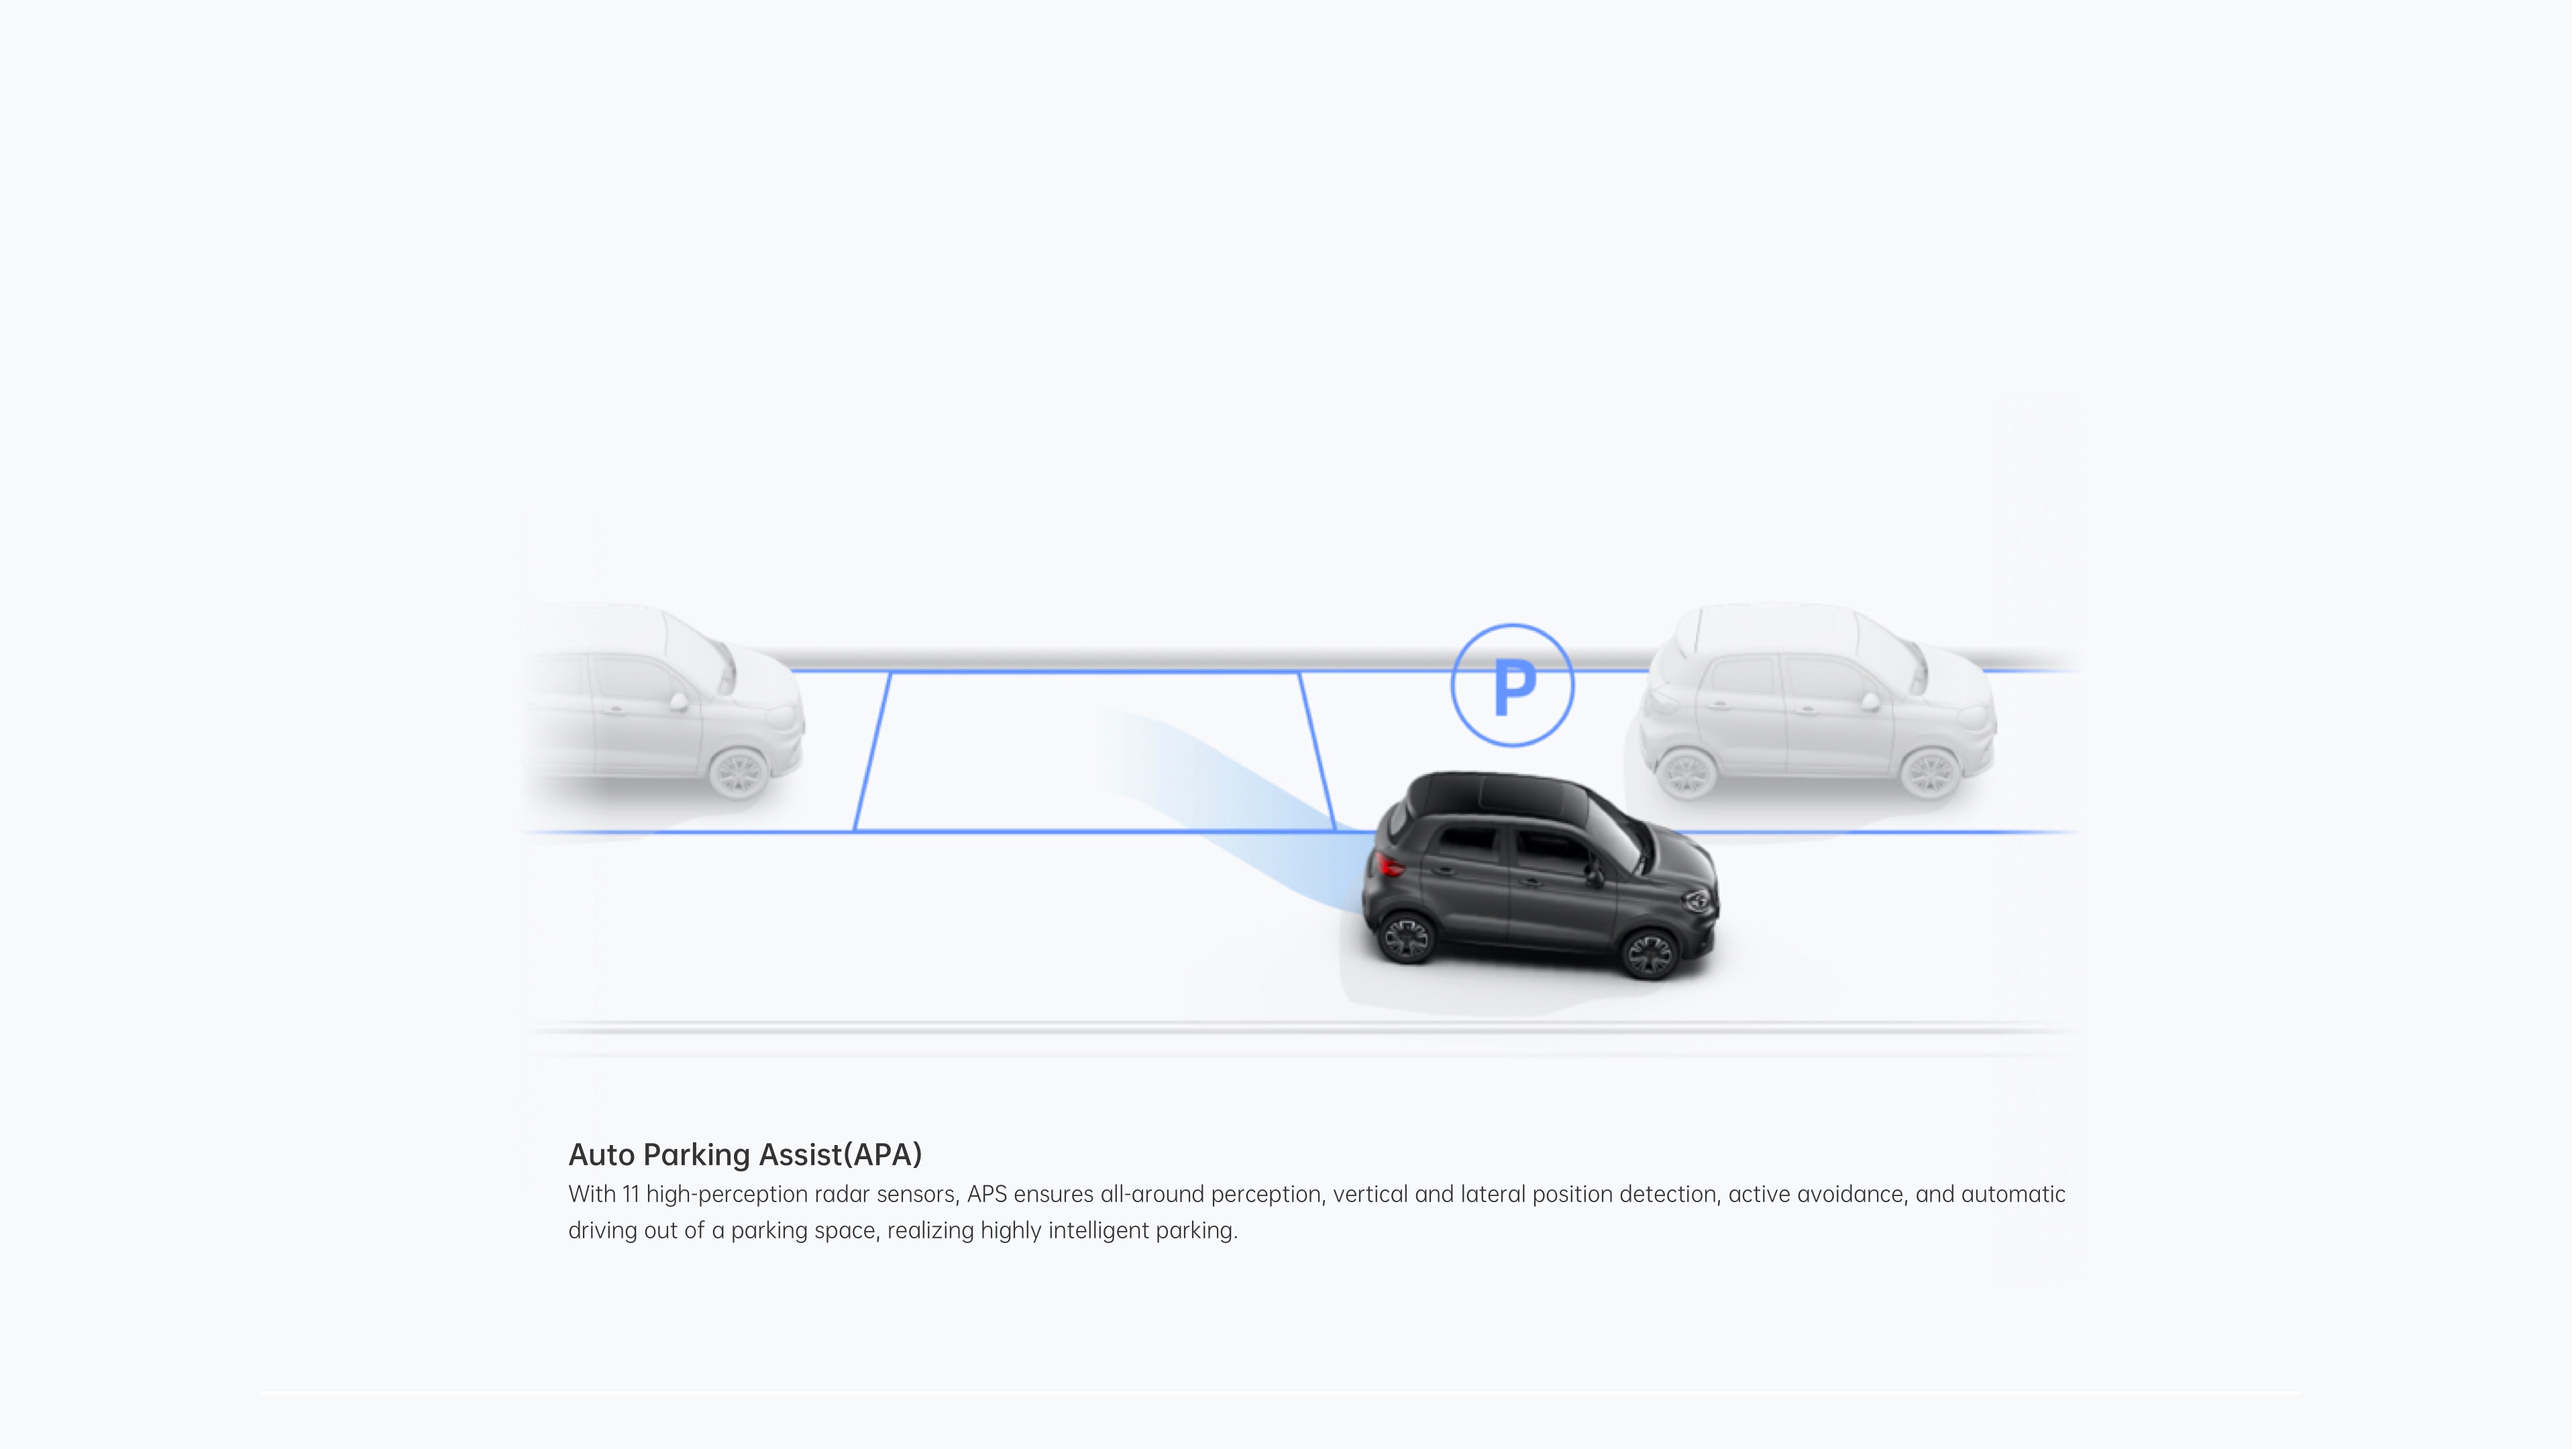 P
Auto Parking Assist(APA)
With 11 high-perception radar sensors, APS ensures all-around perception, vertical and lateral position detection, active avoidance, and automatic
driving out of a parking space, realizing highly intelligent parking.